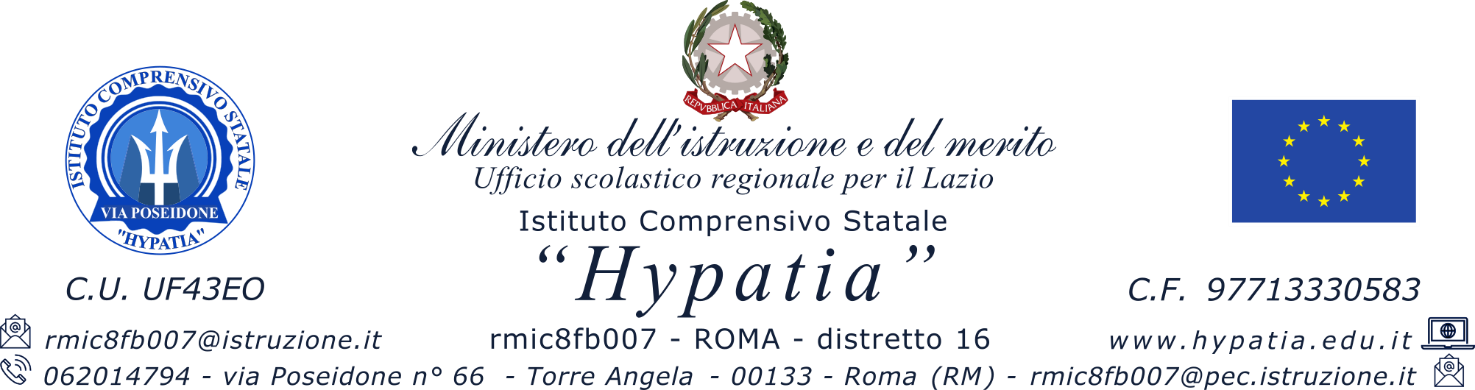 REPVBBLICA ITALIANA
ISTITUTO COMPRENSIVO STATALE
VIA POSEIDONE
"HYPATIA"
Ministero dell'istruzione e del merito
Ufficio scolastico regionale per il Lazio
Istituto Comprensivo Statale
“Hypatia”
C.U. UF43EO
C.F. 97713330583
rmic8fb007@istruzione.it
rmic8fb007 - ROMA - distretto 16
www.hypatia.edu.it
062014794 - via Poseidone n° 66 - Torre Angela - 00133 - Roma (RM) - rmic8fb007@pec.istruzione.it